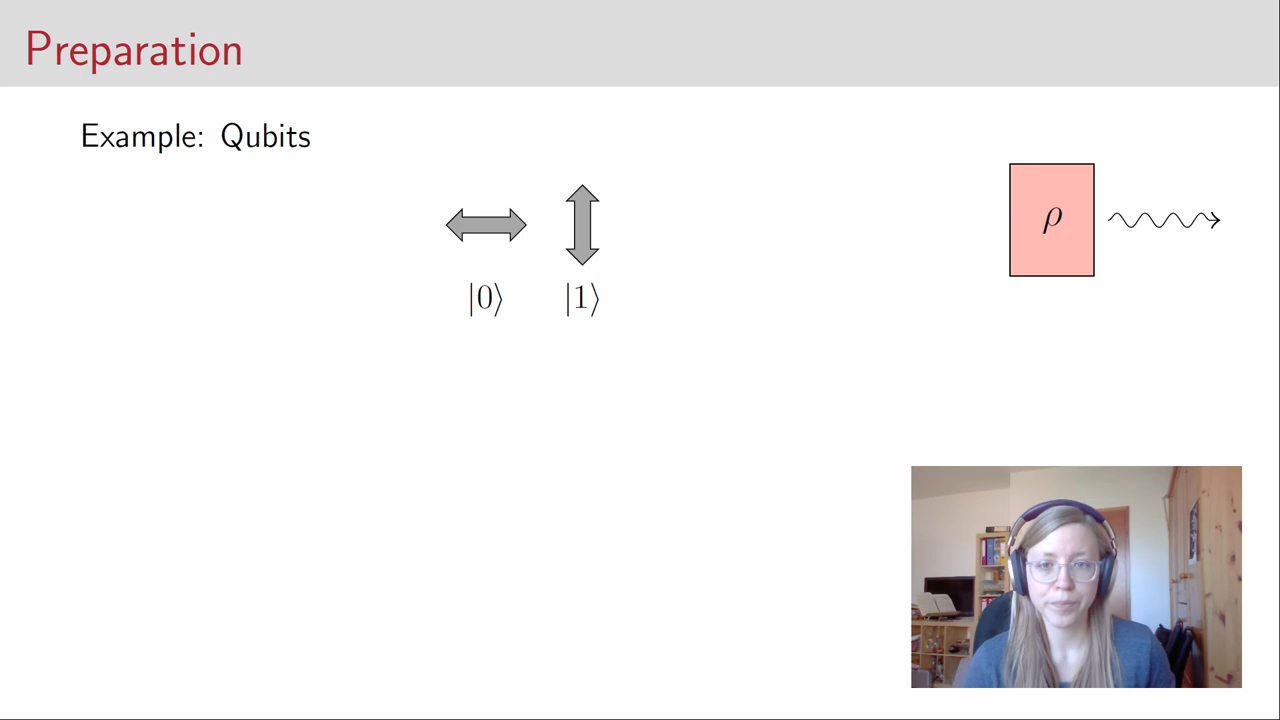 Preparation
Example: Qubits
ρ
|0⟩ |1⟩